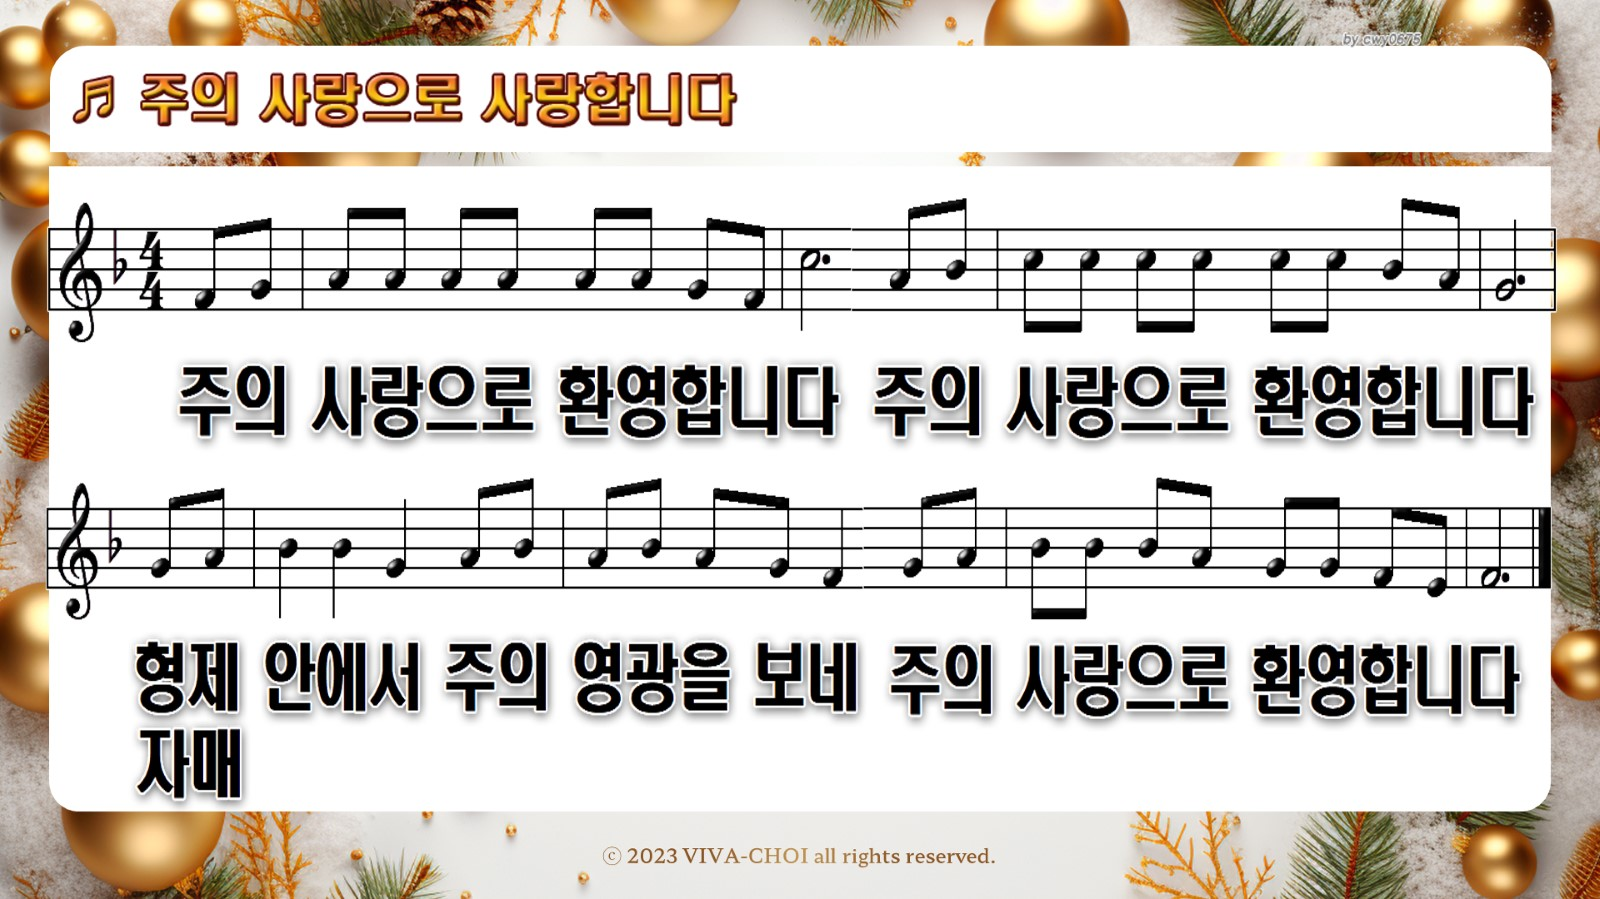 by cwy0675
주의 사랑으로 사랑합니다
4
4
주의 사랑으로 환영합니다 주의 사랑으로 환영합니다
형제 안에서 주의 영광을 보네 주의 사랑으로 환영합니다
자매
ⓒ 2023 VIVA-CHOI all rights reserved.